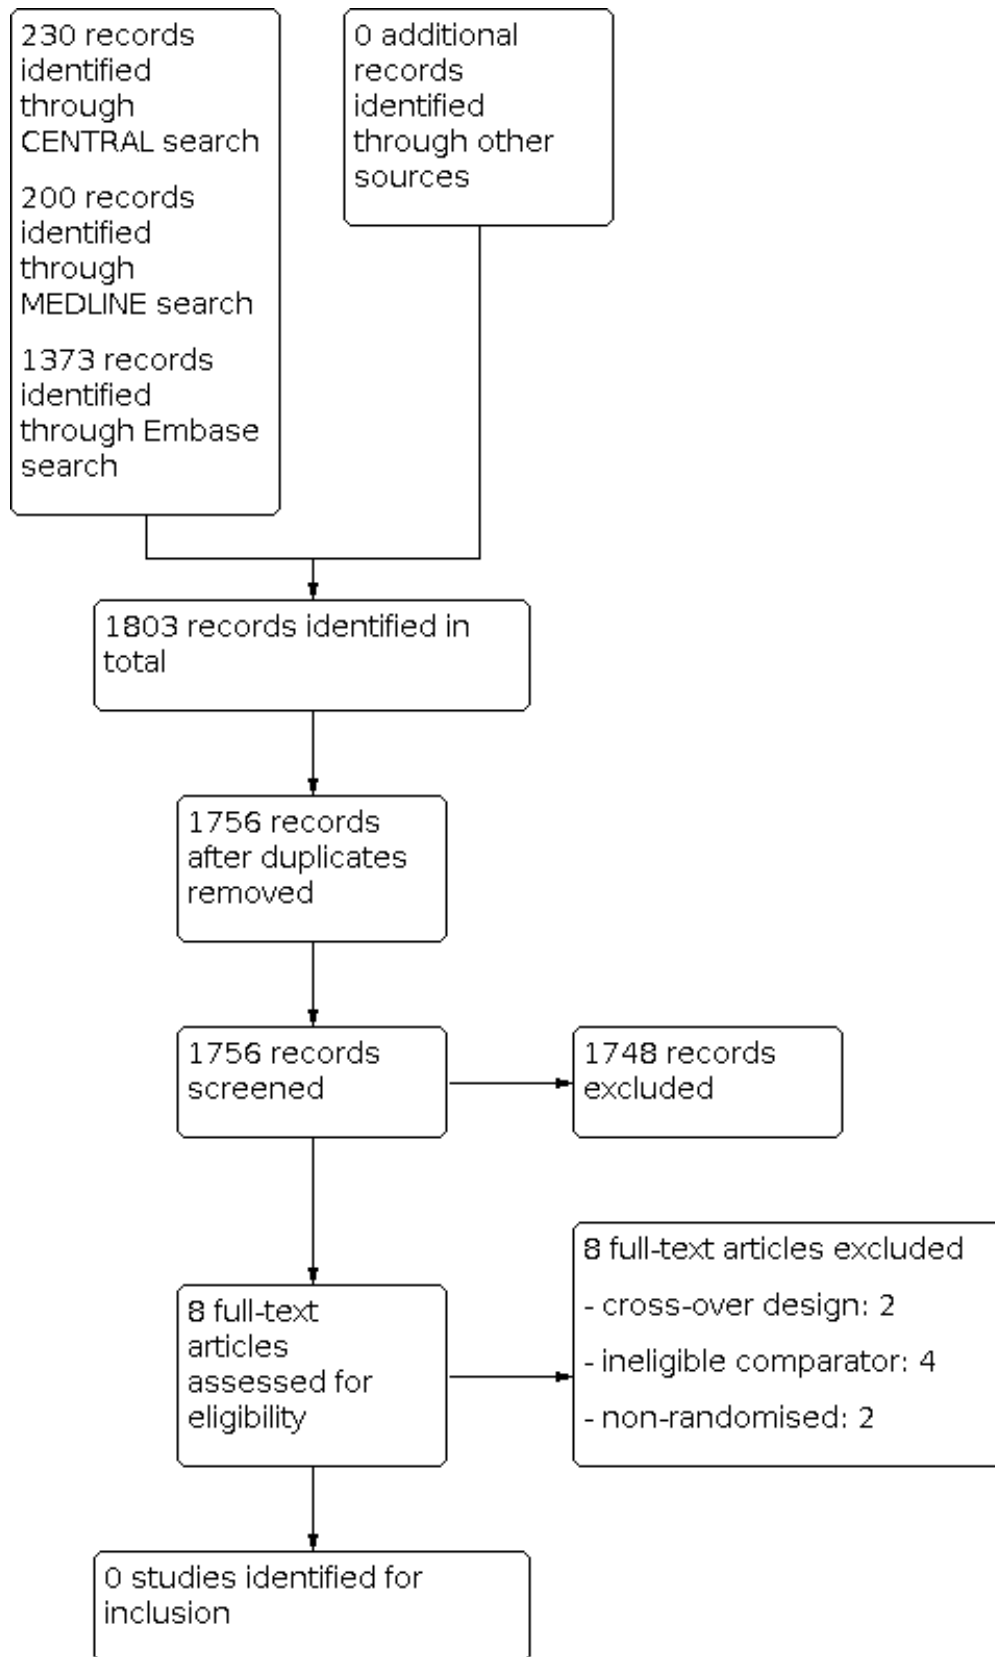 230 records
identified
through
CENTRAL search
200 records
identified
through
MEDLINE search
1373 records
identified
through Embase
search
0 additional
records
identified
through other
sources
1803 records identified in
total
1756 records
after duplicates
removed
1756 records
screened
1748 records
excluded
8 full-text
articles
assessed for
eligibility
8 full-text articles excluded
- cross-over design: 2
- ineligible comparator: 4
- non-randomised: 2
0 studies identified for
inclusion